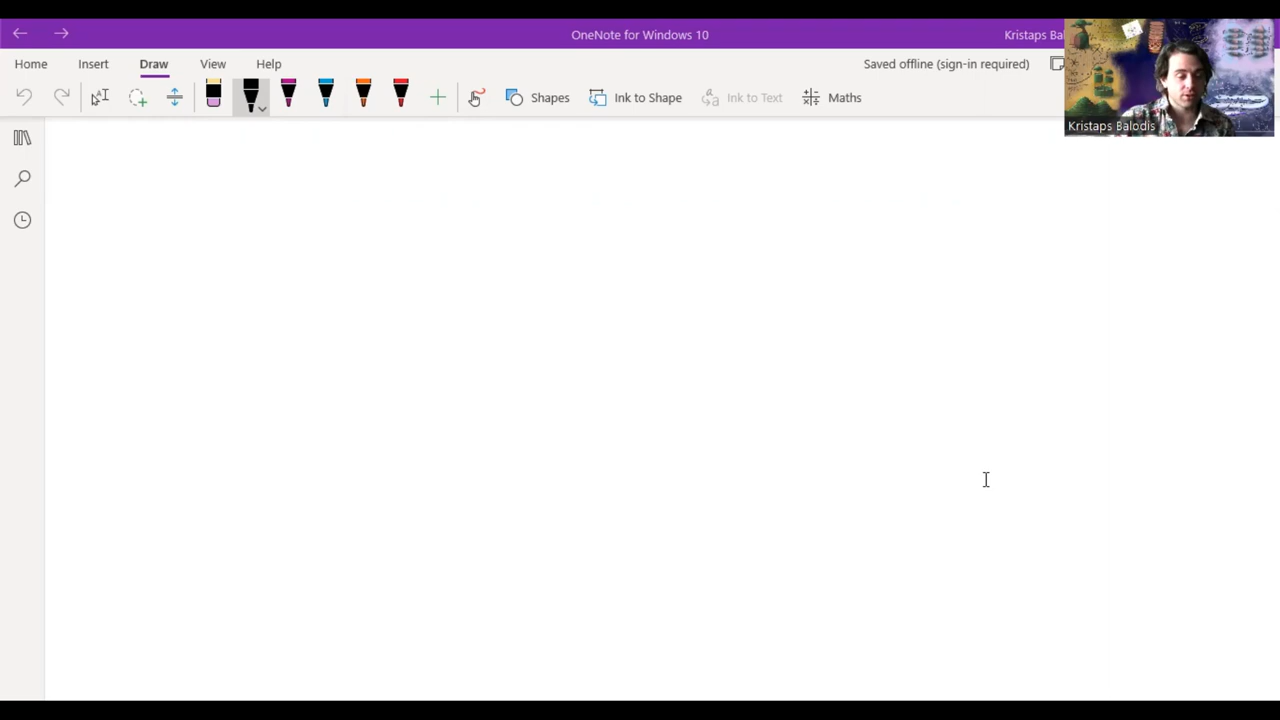 OneNote for Windows 10
Kristaps Bal
Home Insert Draw View Help
Saved offline (sign-in required)
Shapes Ink to Shape Ink to Text Maths
Kristaps Balodis